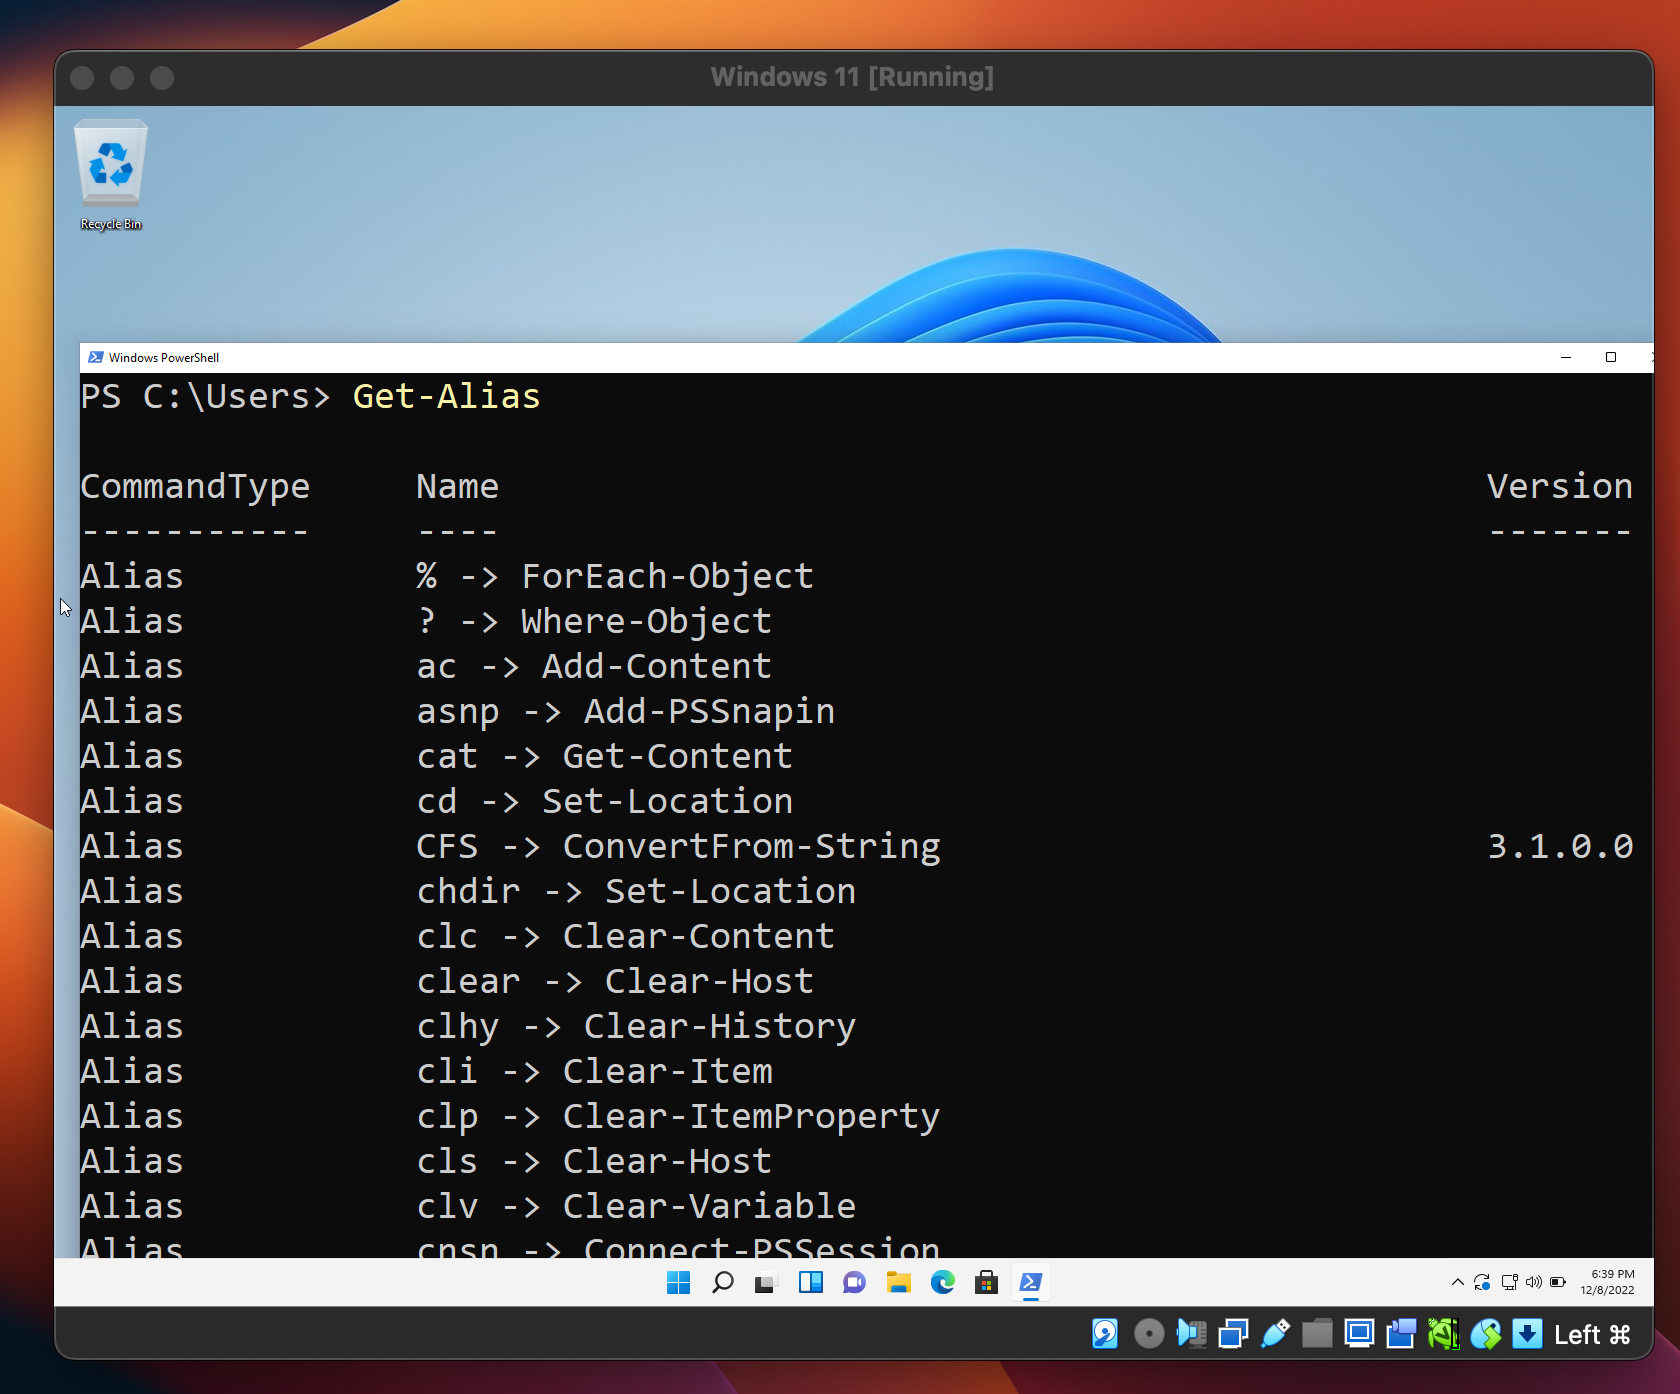 Windows 11 [Running]
Recycle Bin
Windows PowerShell
PS C:\Users> Get-Alias
CommandType     Name                                               Version
-----------     ----                                               -------
Alias           % -> ForEach-Object
Alias           ? -> Where-Object
Alias           ac -> Add-Content
Alias           asnp -> Add-PSSnapin
Alias           cat -> Get-Content
Alias           cd -> Set-Location
Alias           CFS -> ConvertFrom-String                          3.1.0.0
Alias           chdir -> Set-Location
Alias           clc -> Clear-Content
Alias           clear -> Clear-Host
Alias           clhy -> Clear-History
Alias           cli -> Clear-Item
Alias           clp -> Clear-ItemProperty
Alias           cls -> Clear-Host
Alias           clv -> Clear-Variable
Alias           cnsn -> Connect-PSSession
6:39 PM
12/8/2022
Left ⌘